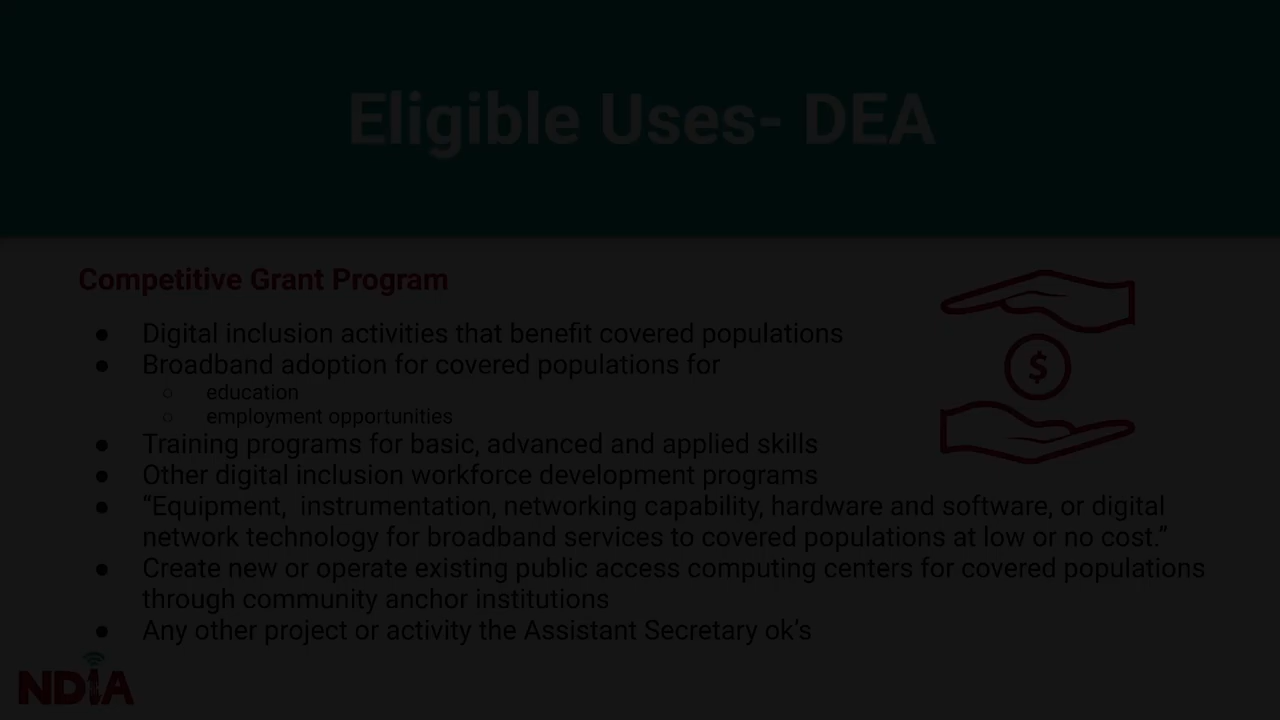 Eligible Uses- DEA
Competitive Grant Program
● Digital inclusion activities that benefit covered populations
● Broadband adoption for covered populations for
○ education
○ employment opportunities
● Training programs for basic, advanced and applied skills
● Other digital inclusion workforce development programs
● “Equipment,  instrumentation, networking capability, hardware and software, or digital
network technology for broadband services to covered populations at low or no cost.”
● Create new or operate existing public access computing centers for covered populations
through community anchor institutions
● Any other project or activity the Assistant Secretary ok’s
$
NDIA